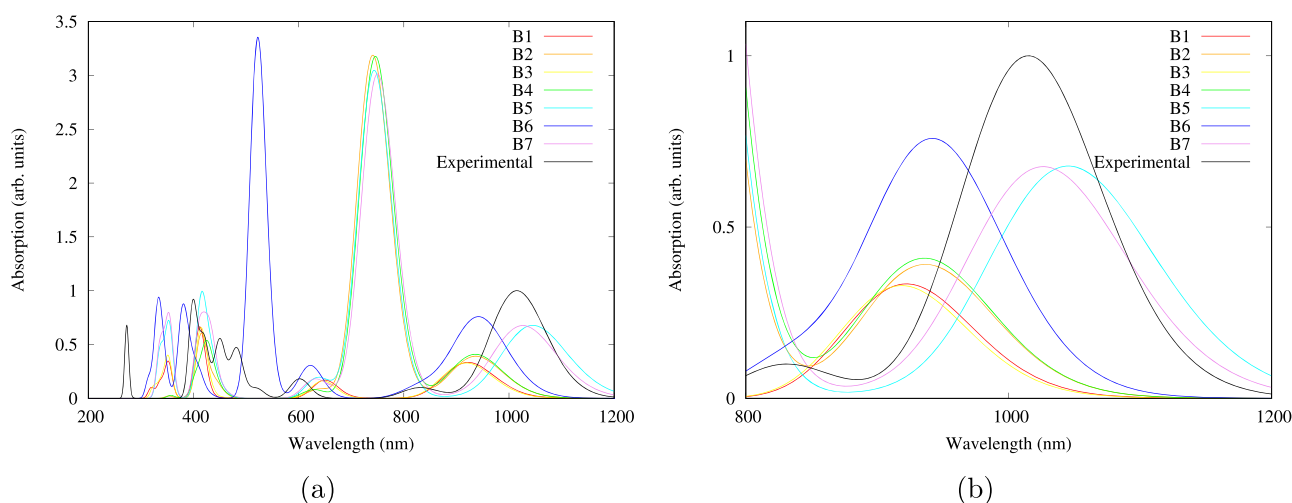 3.5
3
2.5
2
1.5
1
0.5
0
200 400 600 800 1000 1200
Absorption (arb. units)
Wavelength (nm)
B1
B2
B3
B4
B5
B6
B7
Experimental
(a)
1
0.5
0
800 1000 1200
Absorption (arb. units)
Wavelength (nm)
B1
B2
B3
B4
B5
B6
B7
Experimental
(b)